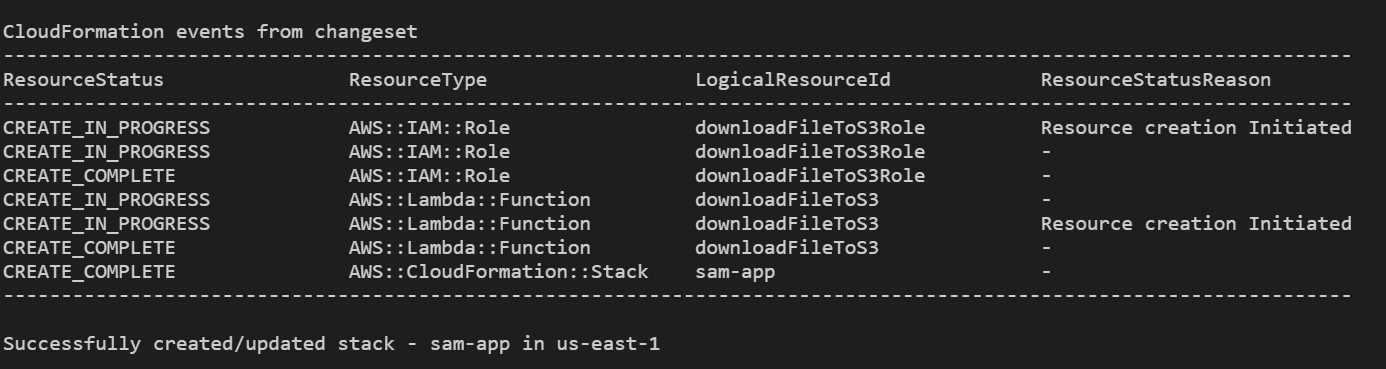 CloudFormation events from changeset
---------------------------------------------------------------------------------------------------------------------
ResourceStatus ResourceType LogicalResourceId ResourceStatusReason
---------------------------------------------------------------------------------------------------------------------
CREATE_IN_PROGRESS AWS::IAM::Role downloadFileToS3Role Resource creation Initiated
CREATE_IN_PROGRESS AWS::IAM::Role downloadFileToS3Role -
CREATE_COMPLETE AWS::IAM::Role downloadFileToS3Role -
CREATE_IN_PROGRESS AWS::Lambda::Function downloadFileToS3 -
CREATE_IN_PROGRESS AWS::Lambda::Function downloadFileToS3 Resource creation Initiated
CREATE_COMPLETE AWS::Lambda::Function downloadFileToS3 -
CREATE_COMPLETE AWS::CloudFormation::Stack sam-app -
---------------------------------------------------------------------------------------------------------------------
Successfully created/updated stack - sam-app in us-east-1